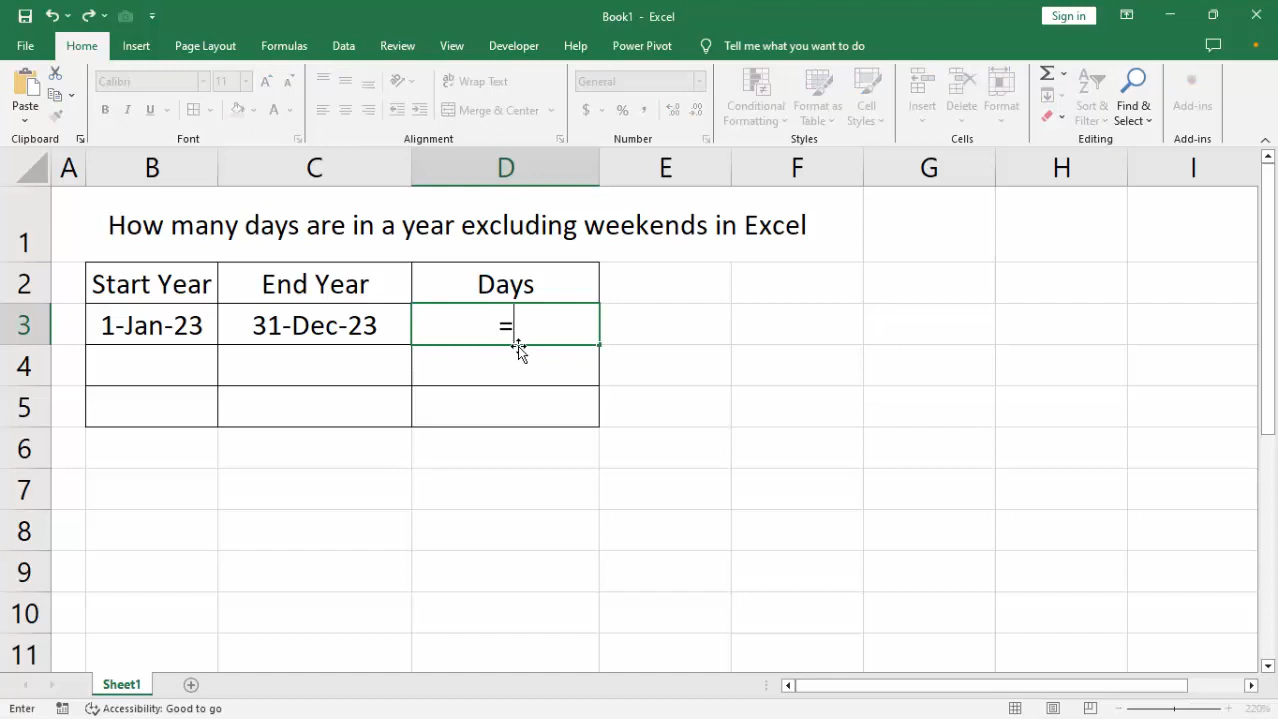 Book1 - Excel
Sign in
File Home Insert Page Layout Formulas Data Review View Developer Help Power Pivot Tell me what you want to do
Paste
Calibri 11 A A
Wrap Text
General
B I U A
Merge & Center
$ % ,
Conditional Formatting
Format as Table
Cell Styles
Insert Delete Format
Sort & Filter
Find & Select
Add-ins
Clipboard Font Alignment Number Styles Cells Editing Add-ins
A B C D E F G H I
1 How many days are in a year excluding weekends in Excel
2 Start Year End Year Days
3 1-Jan-23 31-Dec-23 =
4
5
6
7
8
9
10
11
Sheet1
Enter Accessibility: Good to go 220%